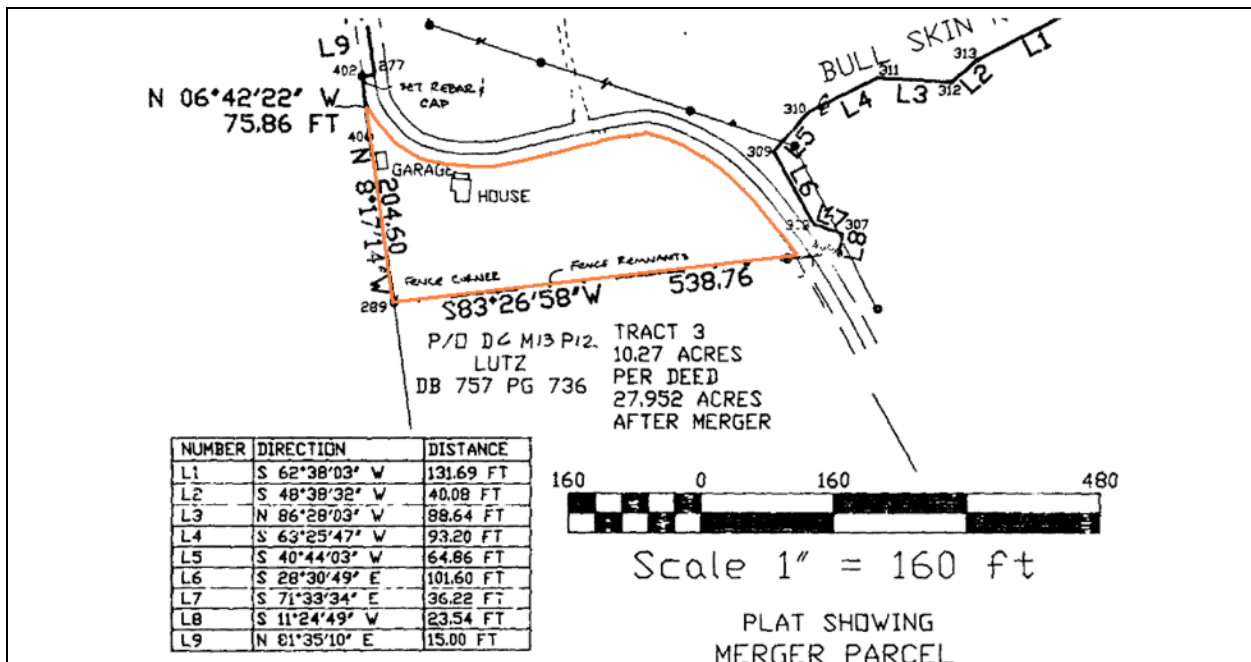 L9
402
277
SET REBAR &
CAP
N 06°42'22" W
75.86 FT
406
N 8°17'14" W
204.60
GARAGE
HOUSE
BULL SKIN
313
L1
L2
311
312
L3
L4
310
L5
309
L6
L7
307
L8
FENCE CORNER
FENCE REMNANTS
289
S83°26'58"W
538.76
P/O DC M13 P12.
LUTZ
DB 757 PG 736
TRACT 3
10.27 ACRES
PER DEED
27.952 ACRES
AFTER MERGER
NUMBER DIRECTION DISTANCE
L1 S 62°38'03" W 131.69 FT
L2 S 48°38'32" W 40.08 FT
L3 N 86°28'03" W 88.64 FT
L4 S 63°25'47" W 93.20 FT
L5 S 40°44'03" W 64.86 FT
L6 S 28°30'49" E 101.60 FT
L7 S 71°33'34" E 36.22 FT
L8 S 11°24'49" W 23.54 FT
L9 N 81°35'10" E 15.00 FT
160 0 160 480
Scale 1" = 160 ft
PLAT SHOWING
MERGER PARCEL